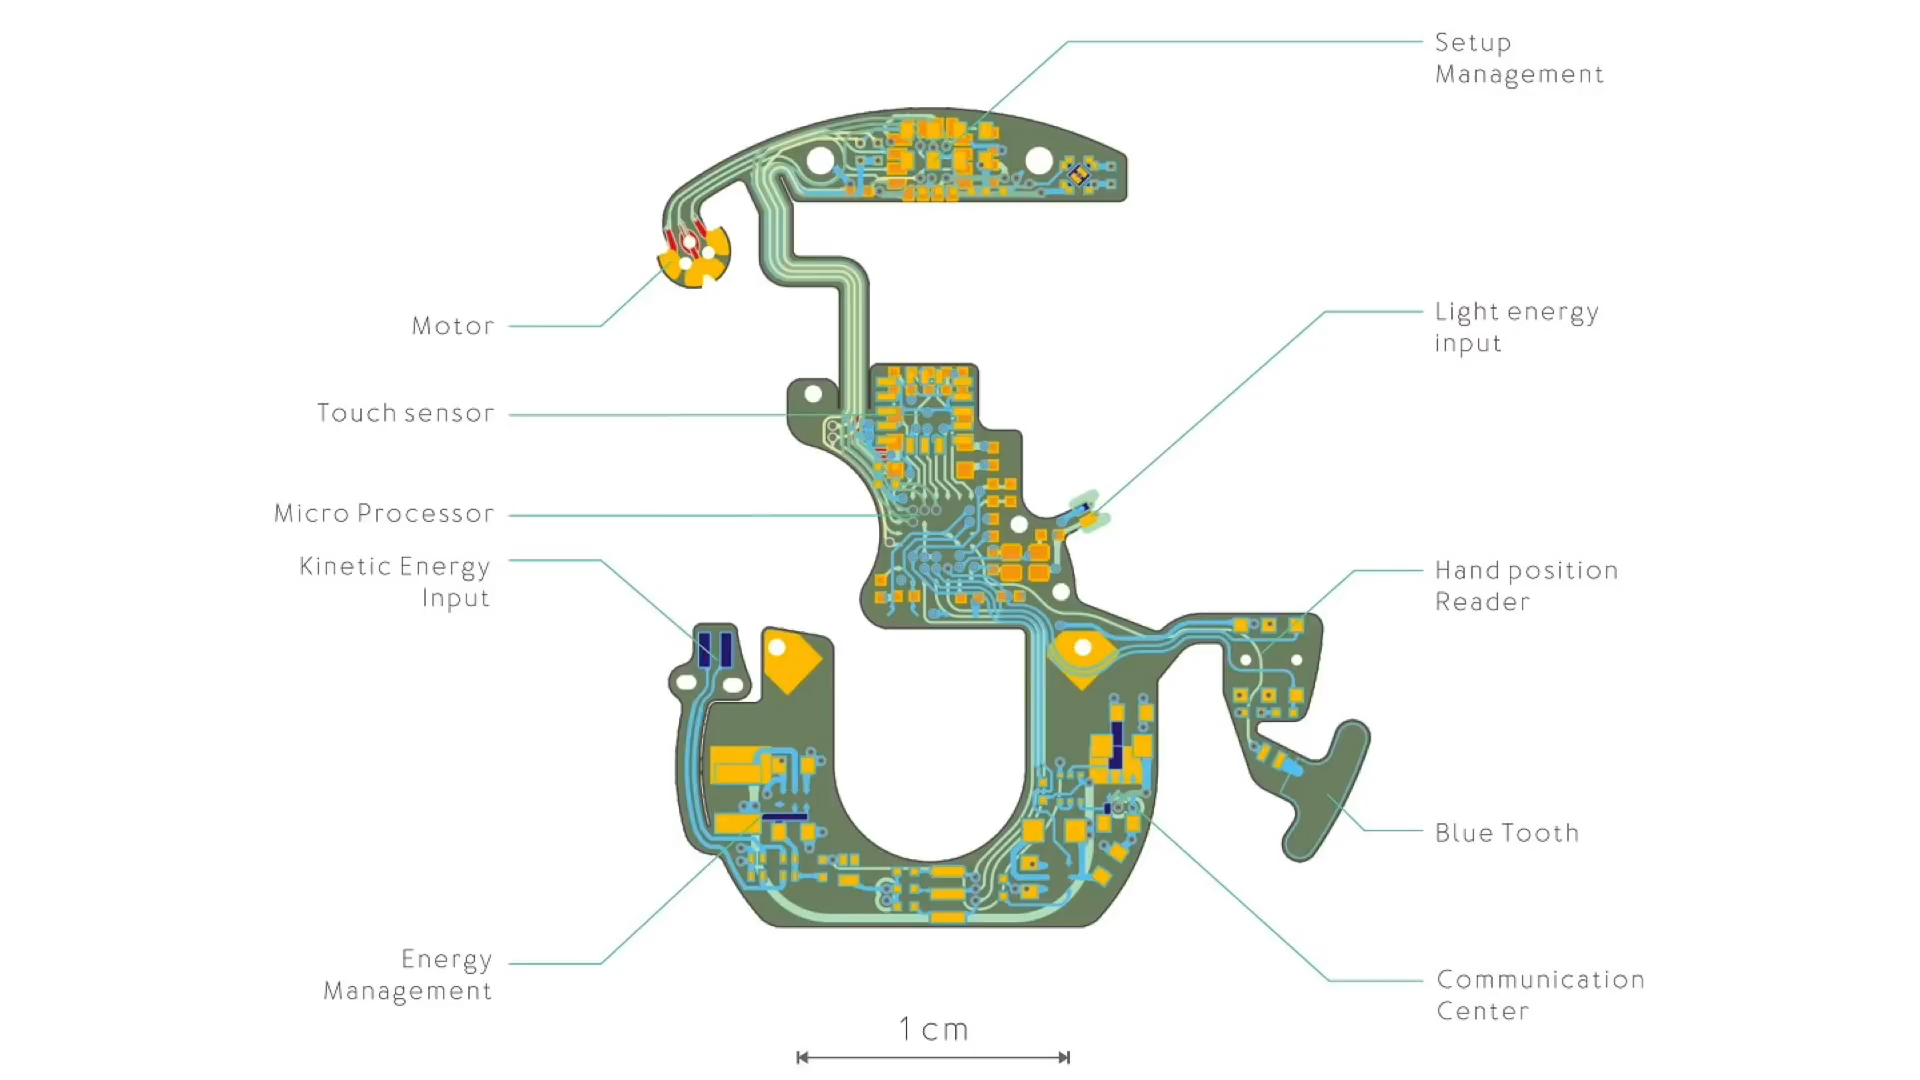 Setup
Management
Motor
Light energy
input
Touch sensor
Micro Processor
Kinetic Energy
Input
Hand position
Reader
Blue Tooth
Energy
Management
Communication
Center
1 cm